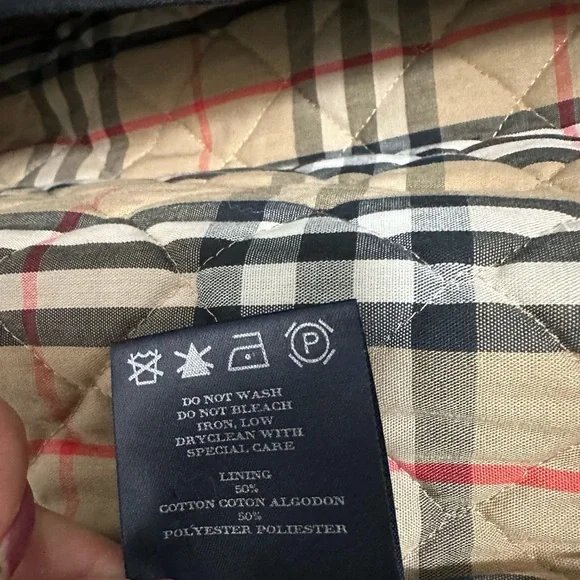 P
DO NOT WASH
DO NOT BLEACH
IRON, LOW
DRYCLEAN WITH
SPECIAL CARE
LINING
50%
COTTON COTON ALGODON
50%
POLYESTER POLIESTER